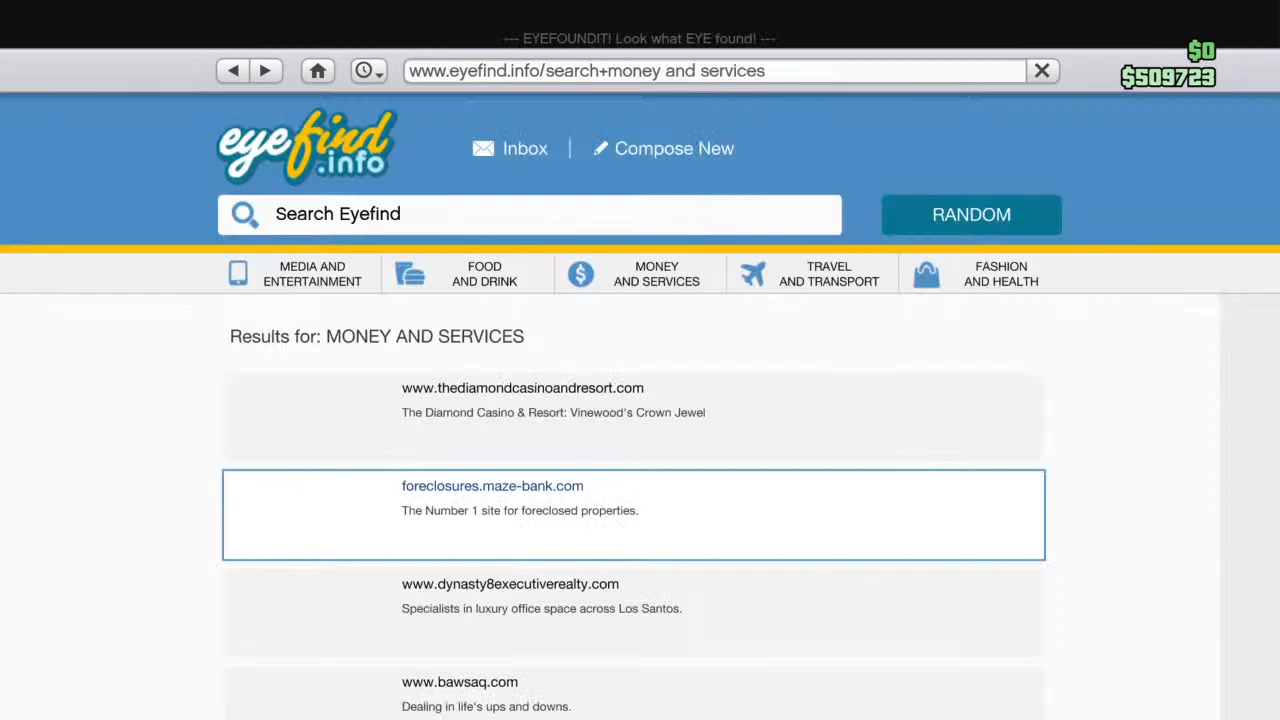 --- EYEFOUNDIT! Look what EYE found! ---
$0
www.eyefind.info/search+money and services
$509723
eyefind.info
Inbox
Compose New
Search Eyefind
RANDOM
MEDIA AND ENTERTAINMENT
FOOD AND DRINK
MONEY AND SERVICES
TRAVEL AND TRANSPORT
FASHION AND HEALTH
Results for: MONEY AND SERVICES
www.thediamondcasinoandresort.com
The Diamond Casino & Resort: Vinewood's Crown Jewel
foreclosures.maze-bank.com
The Number 1 site for foreclosed properties.
www.dynasty8executiverealty.com
Specialists in luxury office space across Los Santos.
www.bawsaq.com
Dealing in life's ups and downs.